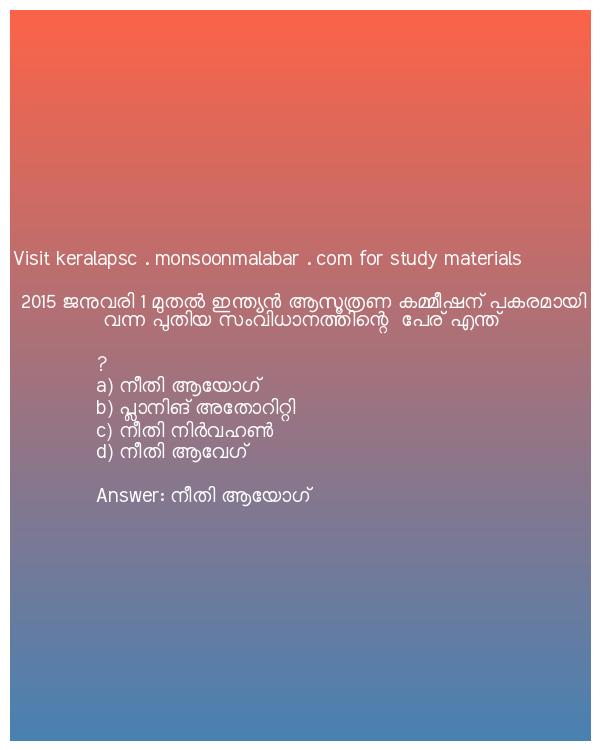 Visit keralapsc . monsoonmalabar . com for study materials
2015 ജനുവരി 1 മുതൽ ഇന്ത്യൻ ആസൂത്രണ കമ്മീഷന് പകരമായി
വന്ന പുതിയ സംവിധാനത്തിന്റെ പേര് എന്ത്
?
a) നീതി ആയോഗ്
b) പ്ലാനിങ് അതോറിറ്റി
c) നീതി നിർവഹൺ
d) നീതി ആവേഗ്
Answer: നീതി ആയോഗ്